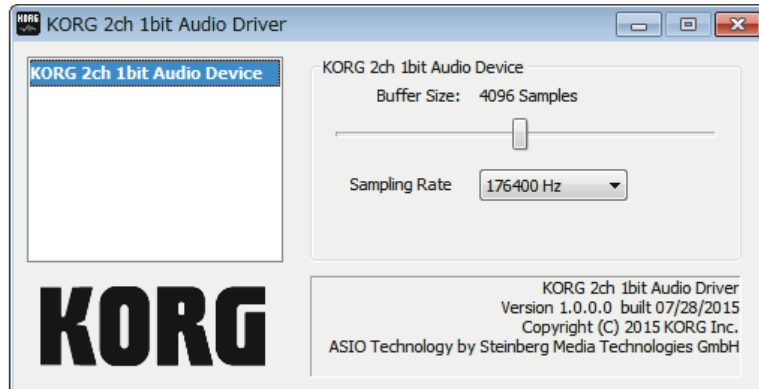 KORG 2ch 1bit Audio Driver
KORG 2ch 1bit Audio Device
KORG 2ch 1bit Audio Device
Buffer Size: 4096 Samples
Sampling Rate 176400 Hz
KORG
KORG 2ch 1bit Audio Driver
Version 1.0.0.0 built 07/28/2015
Copyright (C) 2015 KORG Inc.
ASIO Technology by Steinberg Media Technologies GmbH